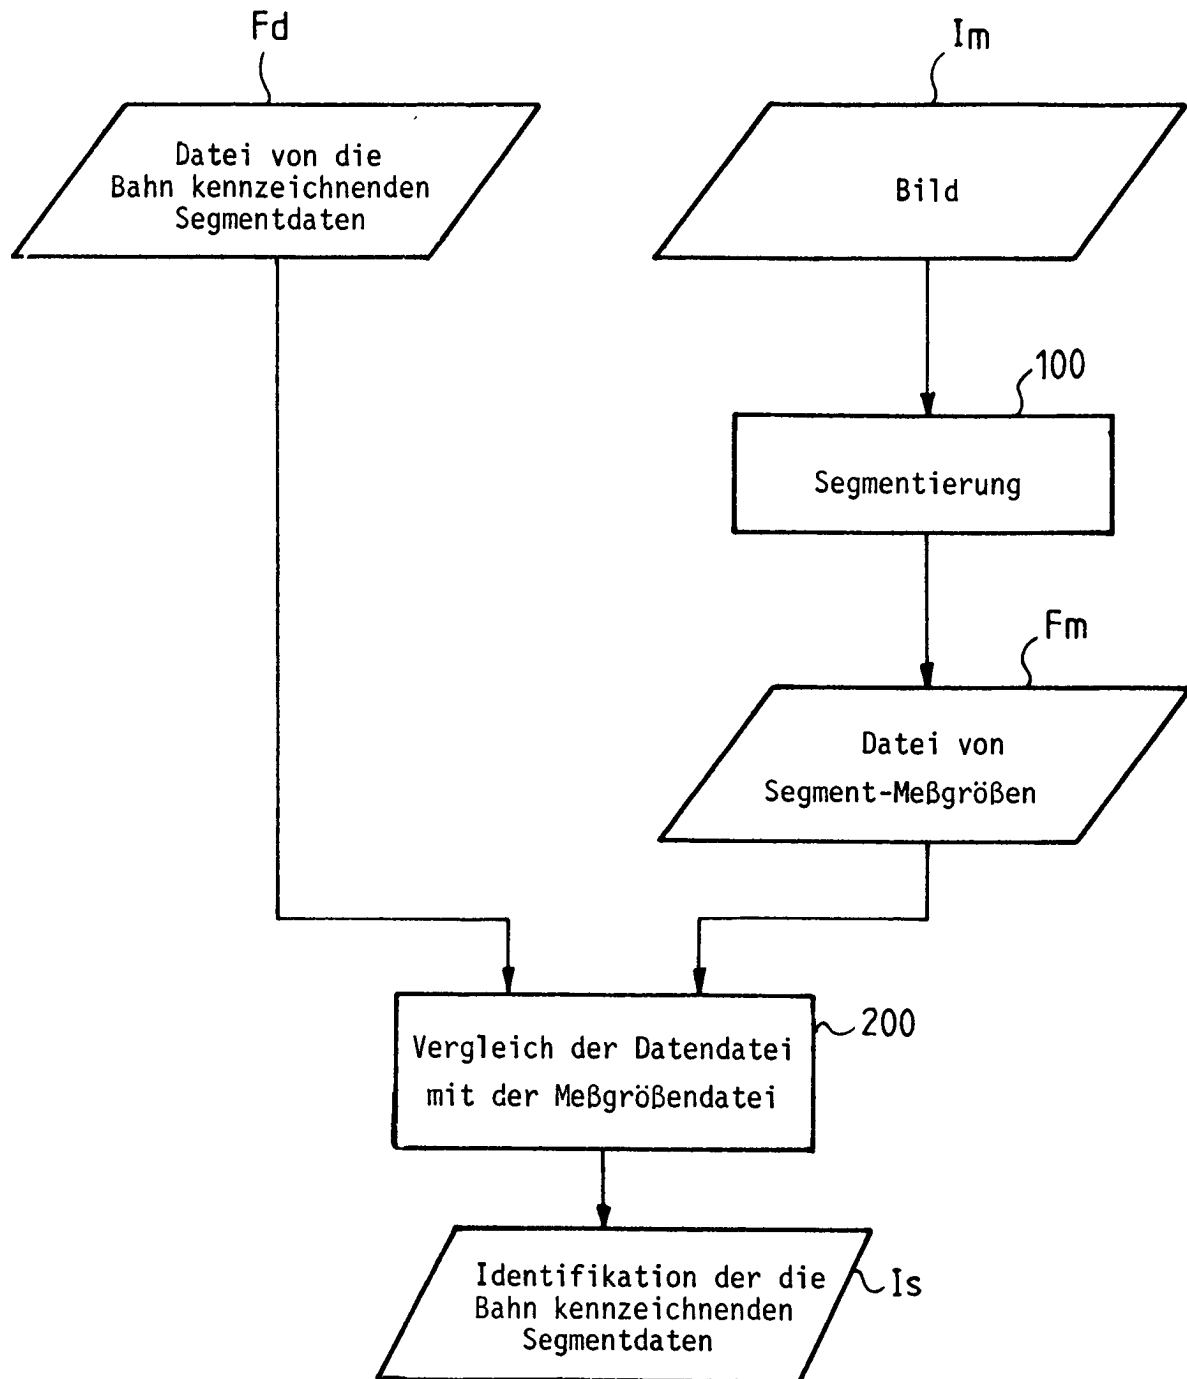 Fd
Im
Datei von die
Bahn kennzeichnenden
Segmentdaten
Bild
100
Segmentierung
Fm
Datei von
Segment-Meßgrößen
Vergleich der Datendatei
mit der Meßgrößendatei
200
Identifikation der die
Bahn kennzeichnenden
Segmentdaten
Is